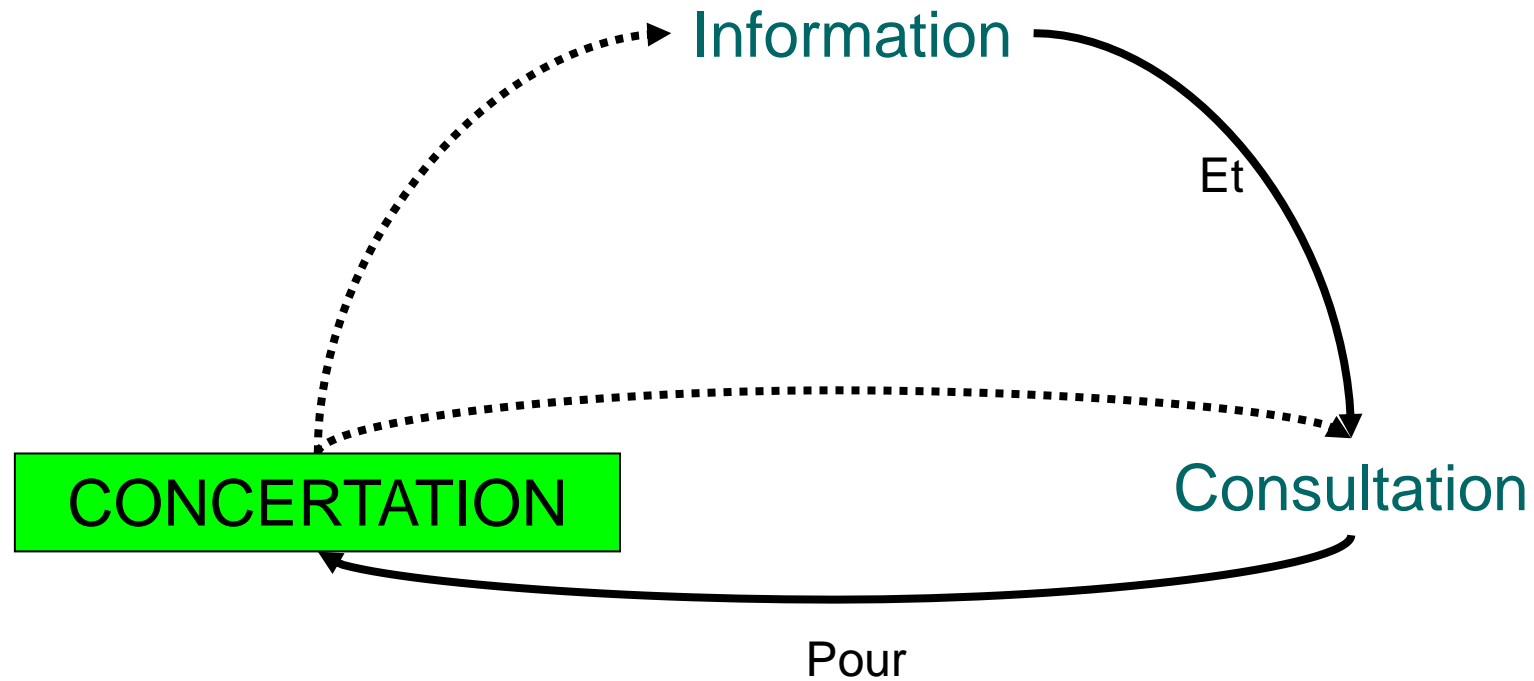 Information
Et
Consultation
CONCERTATION
Pour